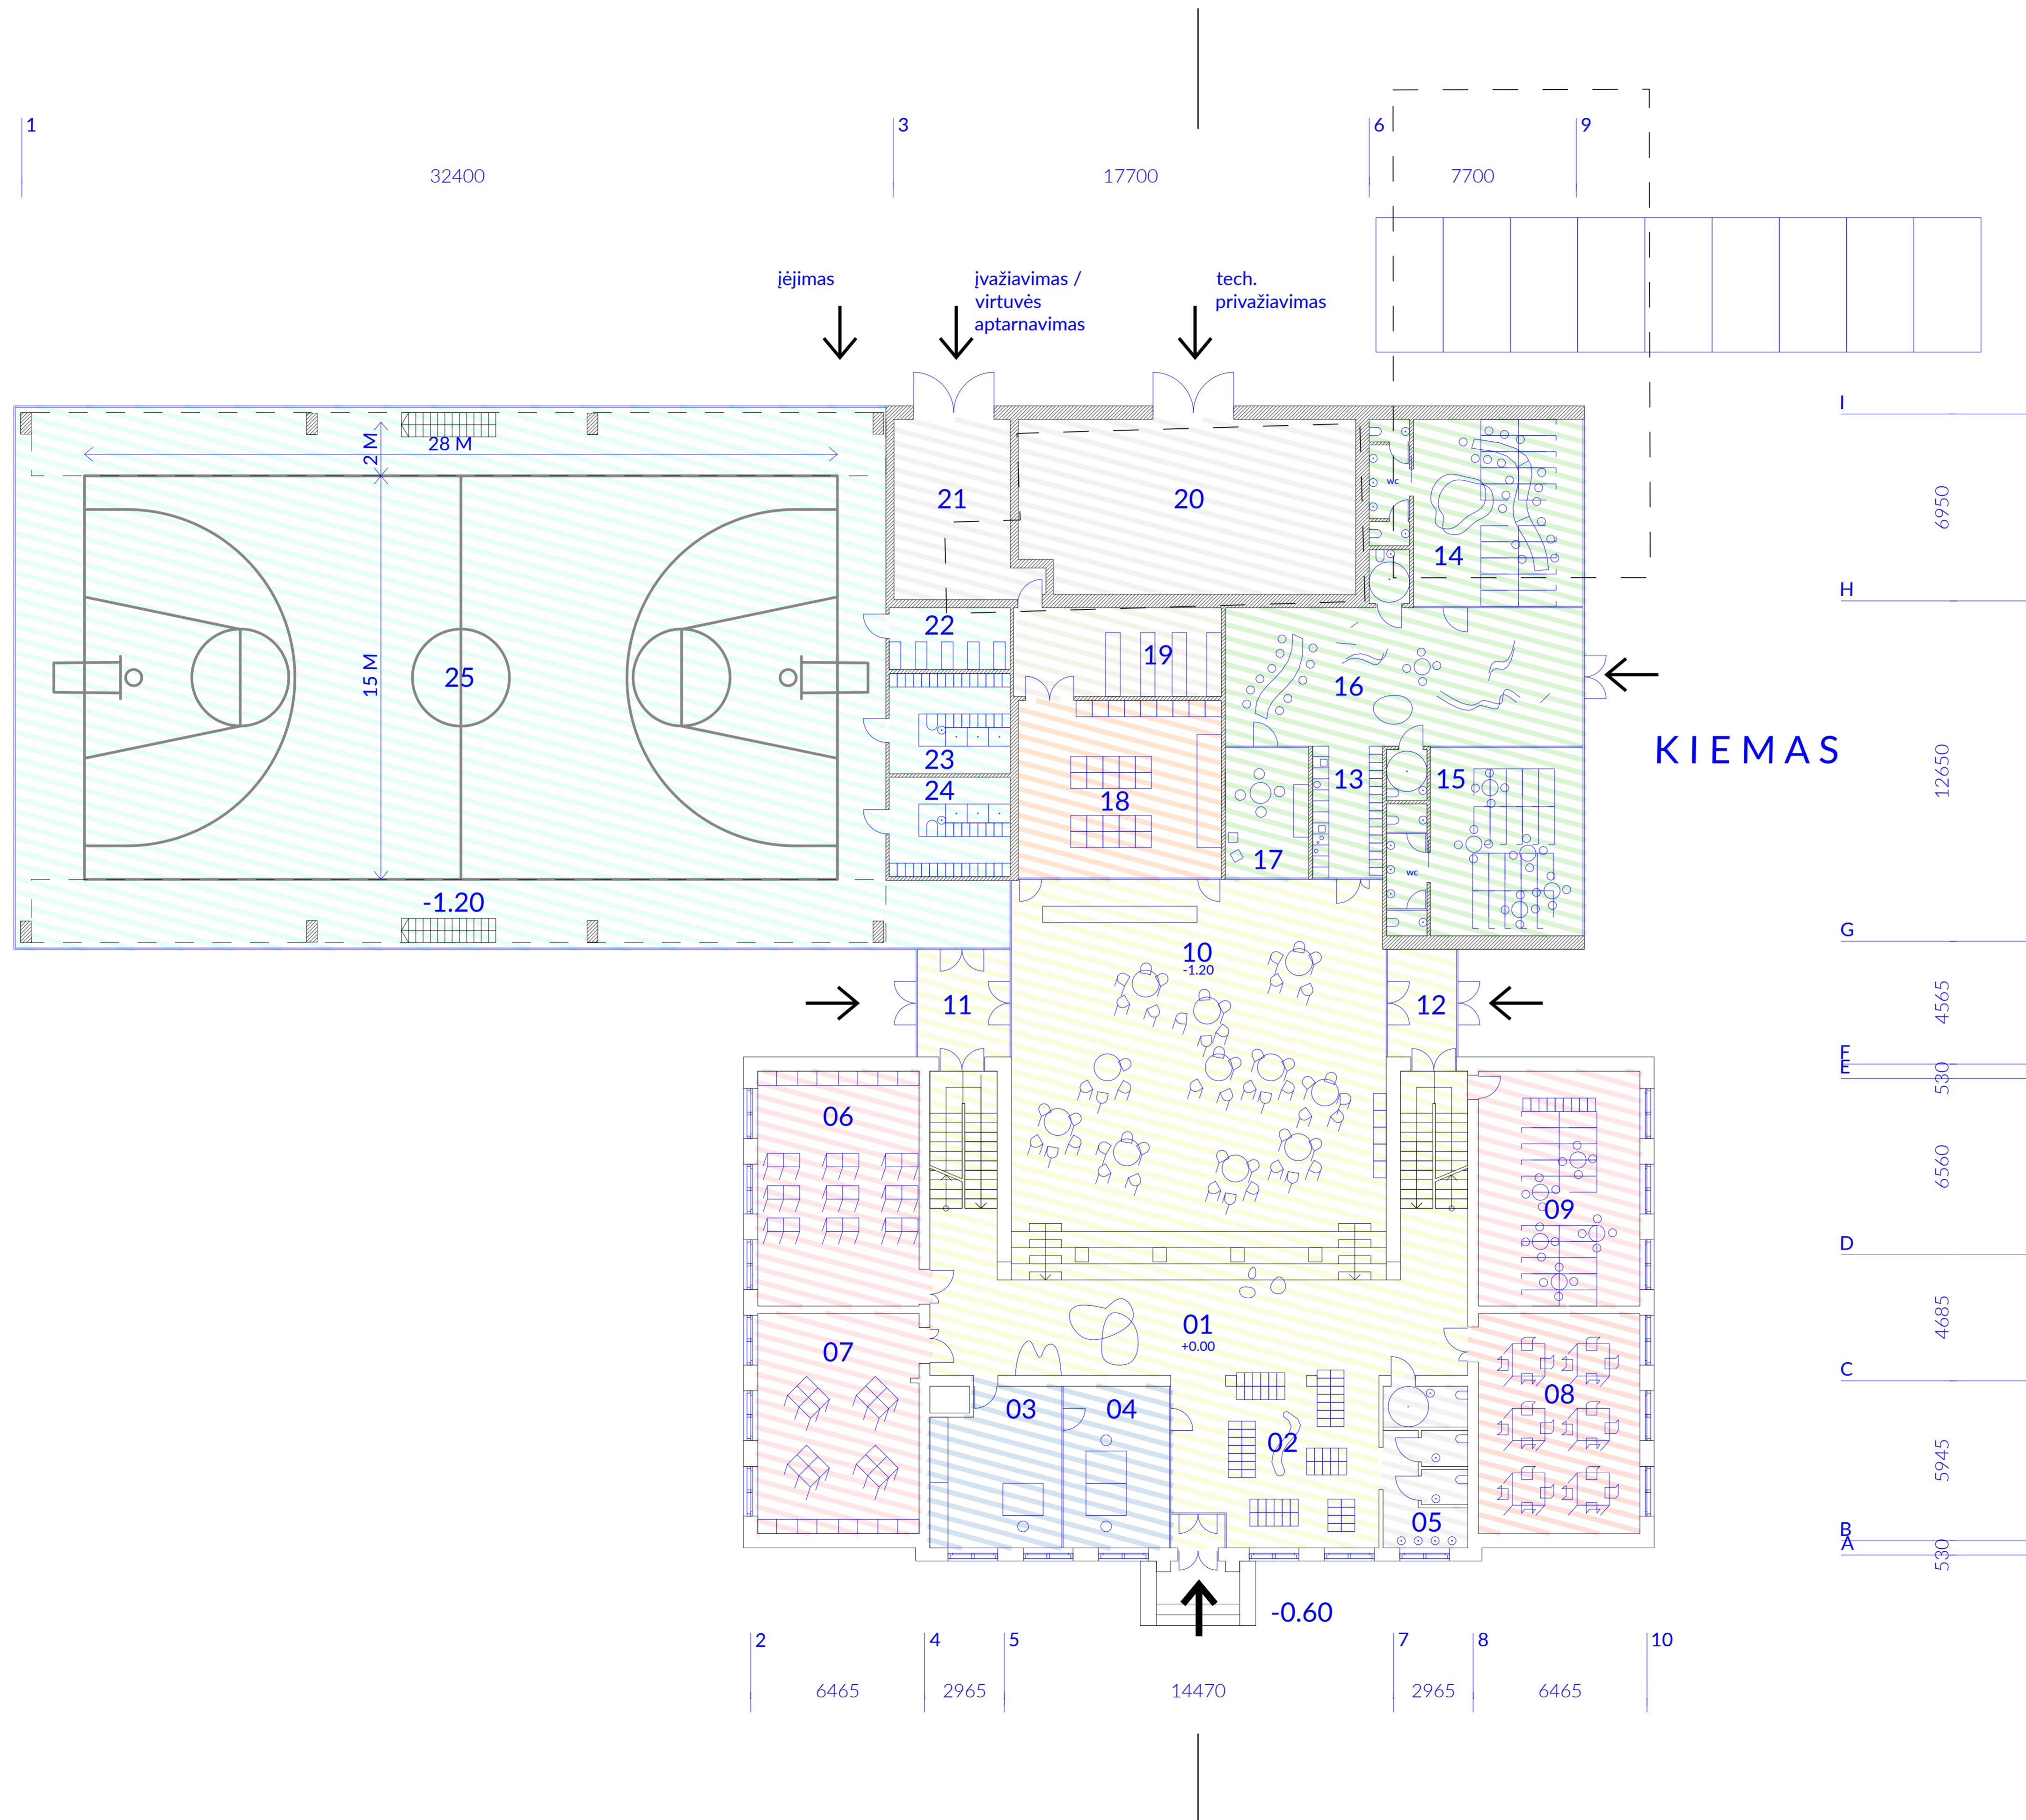 1
3
6
9
32400
17700
7700
įėjimas
įvažiavimas /
virtuvės
aptarnavimas
tech.
privažiavimas
I
2 M
28 M
WC
21
20
6950
14
H
22
19
25
15 M
16
KIEMAS
23
13
15
12650
24
18
17
WC
-1.20
G
10
-1.20
11
12
4565
F
E
530
06
6560
09
D
01
+0.00
4685
07
C
03
04
08
02
5945
05
B
A
530
-0.60
2
4
5
7
8
10
6465
2965
14470
2965
6465